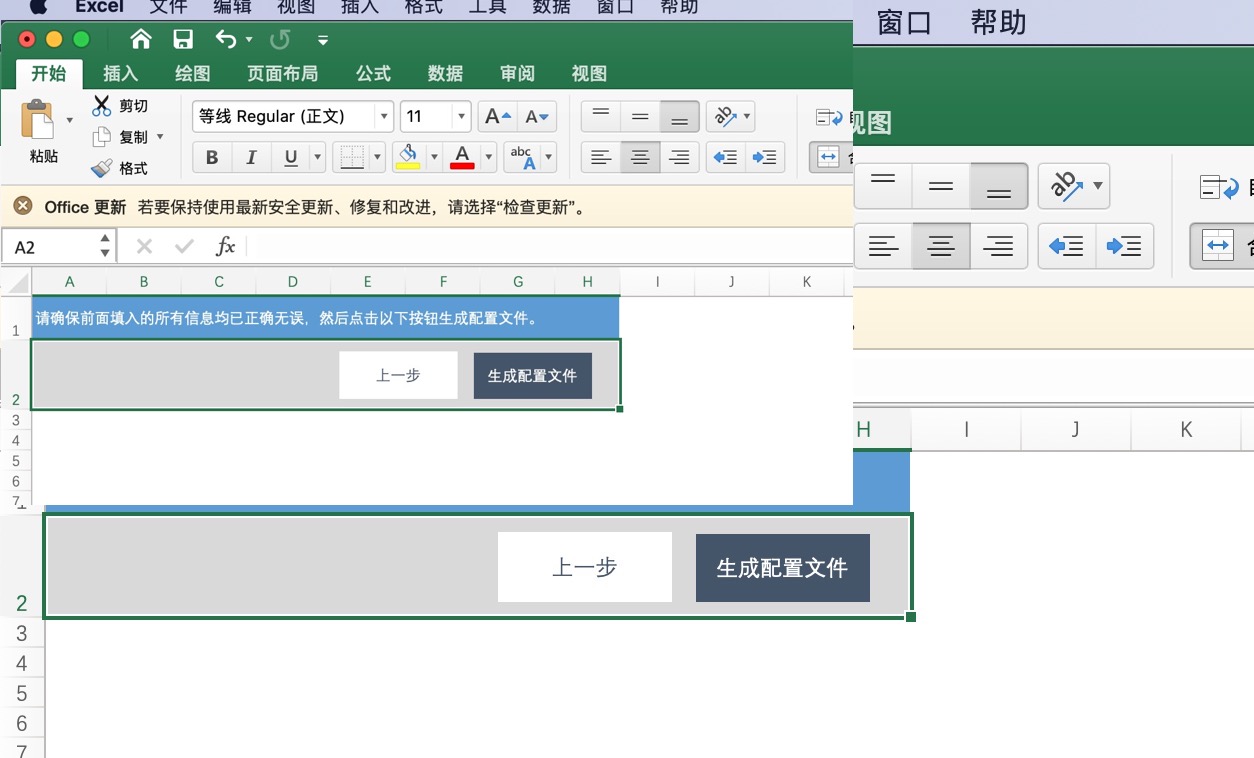 Excel 文件 编辑 视图 插入 格式 工具 数据 窗口 帮助
窗口 帮助
开始 插入 绘图 页面布局 公式 数据 审阅 视图
视图
粘贴
剪切
复制
格式
等线 Regular (正文) 11 A A
B I U A abc A
ab
ab
Office 更新 若要保持使用最新安全更新、修复和改进，请选择“检查更新”。
A2 fx
A B C D E F G H I J K
1 请确保前面填入的所有信息均已正确无误，然后点击以下按钮生成配置文件。
2 上一步 生成配置文件
3
4
5
6
7
H I J K
2 上一步 生成配置文件
3
4
5
6
7